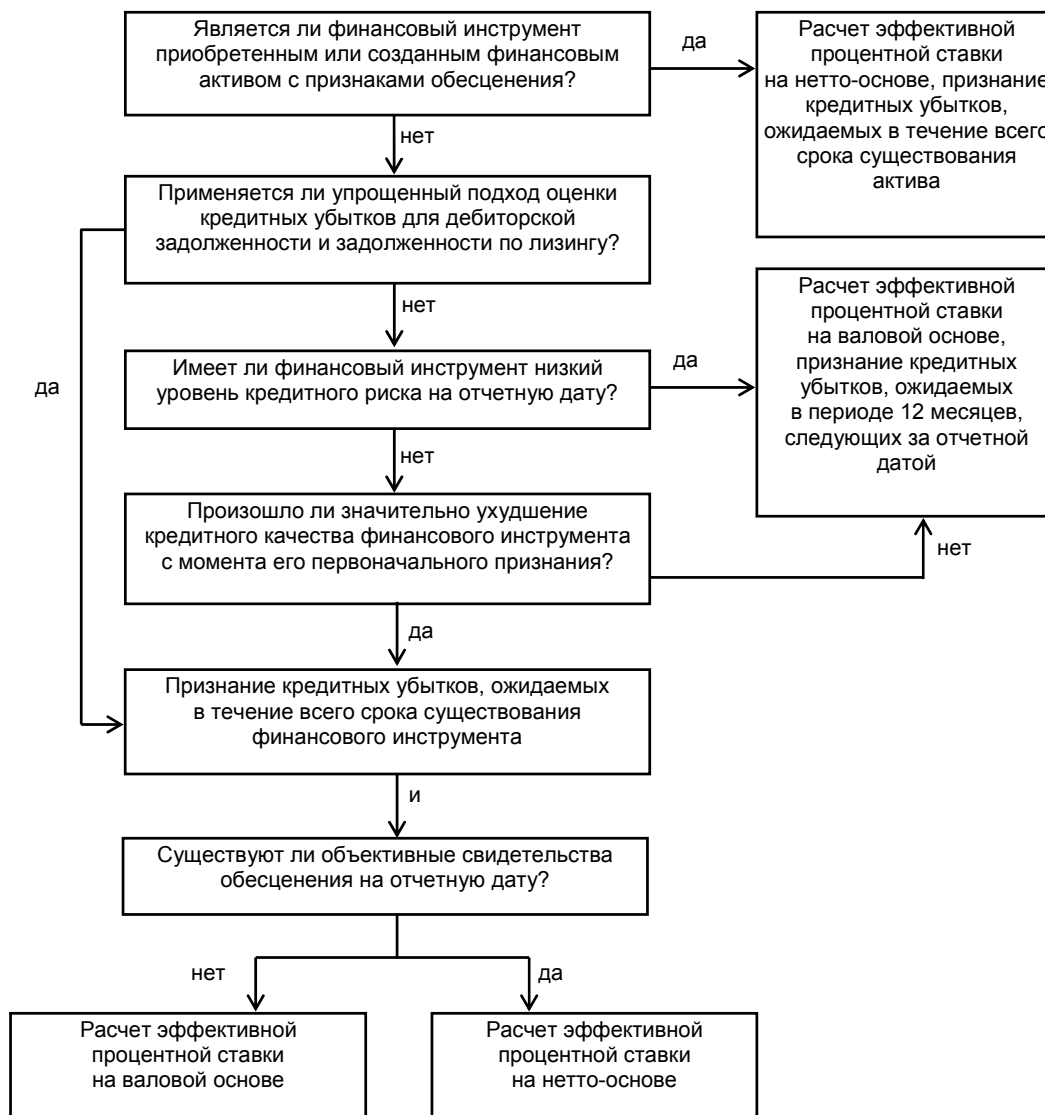 Является ли финансовый инструмент
приобретенным или созданным финансовым
активом с признаками обесценения?
да
Расчет эффективной
процентной ставки
на нетто-основе, признание
кредитных убытков,
ожидаемых в течение всего
срока существования
актива
нет
Применяется ли упрощенный подход оценки
кредитных убытков для дебиторской
задолженности и задолженности по лизингу?
да
нет
Имеет ли финансовый инструмент низкий
уровень кредитного риска на отчетную дату?
да
Расчет эффективной
процентной ставки
на валовой основе,
признание кредитных
убытков, ожидаемых
в периоде 12 месяцев,
следующих за отчетной
датой
нет
Произошло ли значительно ухудшение
кредитного качества финансового инструмента
с момента его первоначального признания?
нет
да
Признание кредитных убытков, ожидаемых
в течение всего срока существования
финансового инструмента
и
Существуют ли объективные свидетельства
обесценения на отчетную дату?
нет
да
Расчет эффективной
процентной ставки
на валовой основе
Расчет эффективной
процентной ставки
на нетто-основе